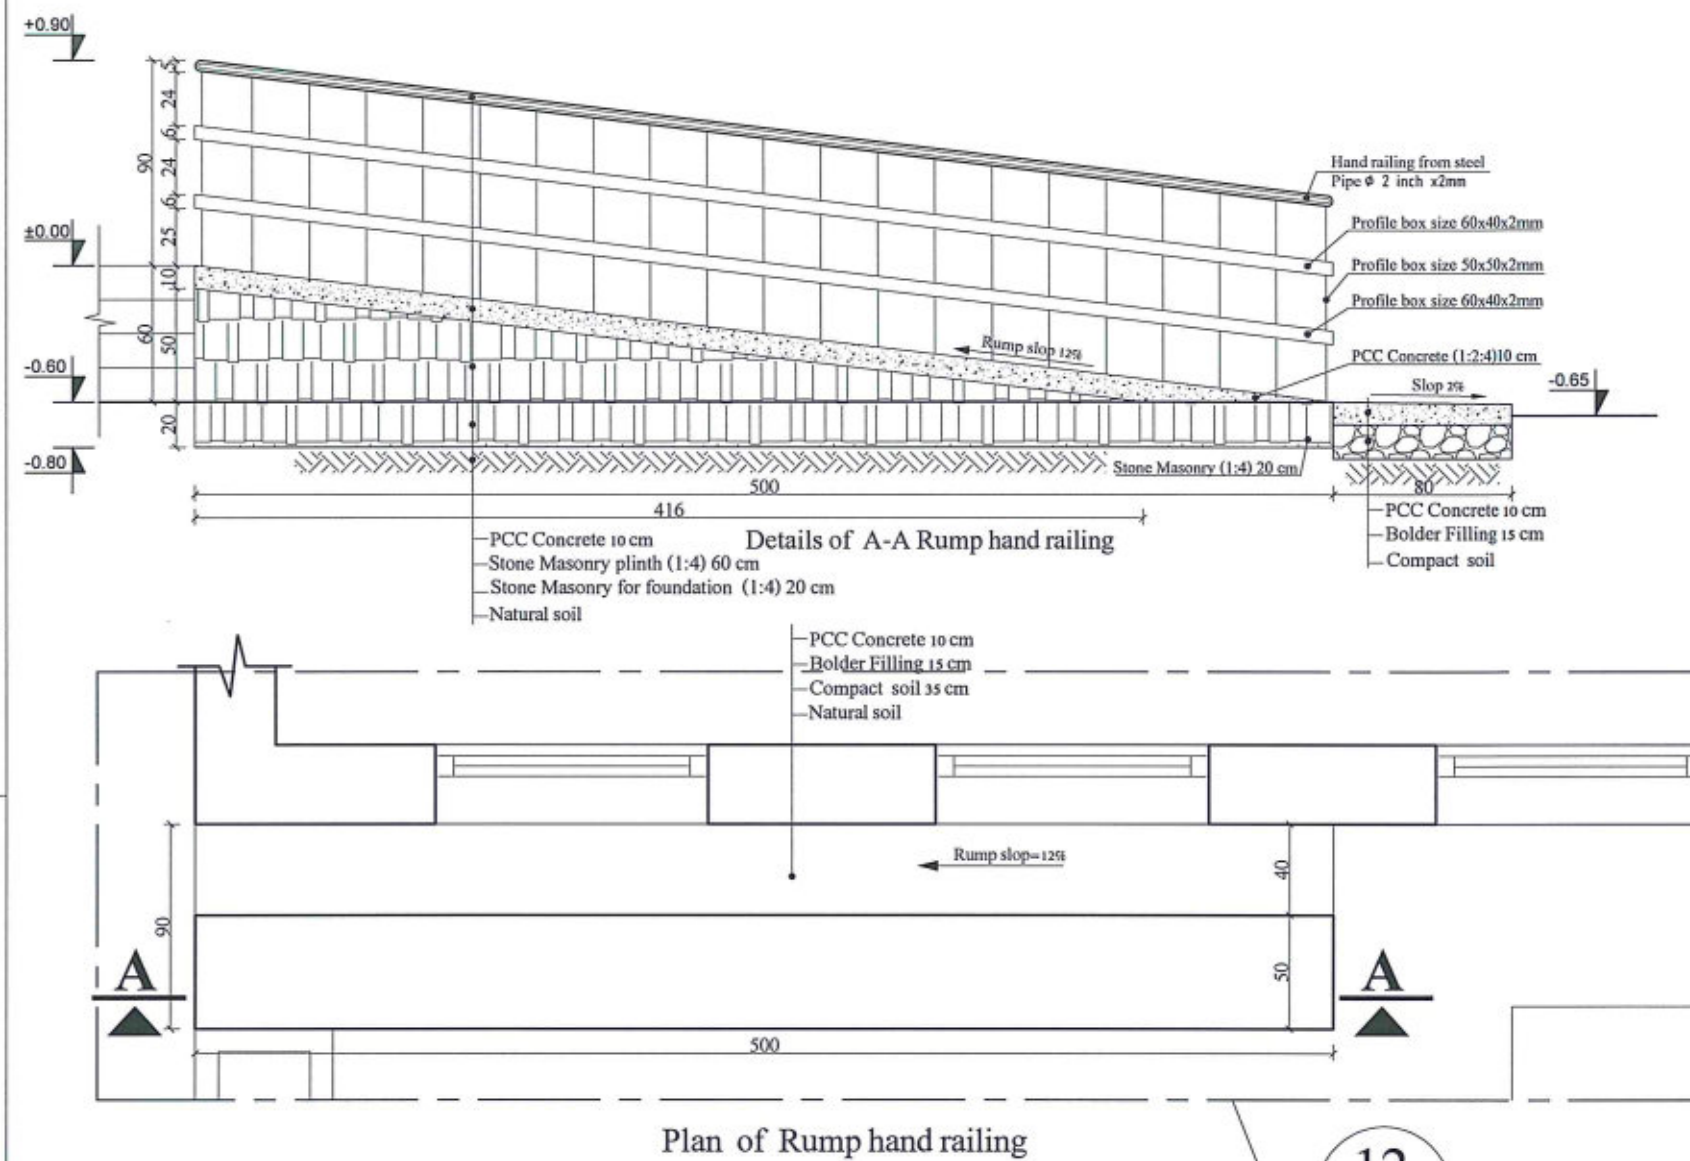 +0.90
5
24
6
24
90
6
25
±0.00
10
60
50
-0.60
20
-0.80
Hand railing from steel
Pipe ϕ 2 inch x2mm
Profile box size 60x40x2mm
Profile box size 50x50x2mm
Profile box size 60x40x2mm
Rump slop 12%
PCC Concrete (1:2:4)10 cm
Slop 2%
-0.65
Stone Masonry (1:4) 20 cm
500
80
416
Details of A-A Rump hand railing
PCC Concrete 10 cm
Stone Masonry plinth (1:4) 60 cm
Stone Masonry for foundation (1:4) 20 cm
Natural soil
PCC Concrete 10 cm
Bolder Filling 15 cm
Compact soil
PCC Concrete 10 cm
Bolder Filling 15 cm
Compact soil 35 cm
Natural soil
Rump slop=12%
40
90
50
A
A
500
Plan of Rump hand railing